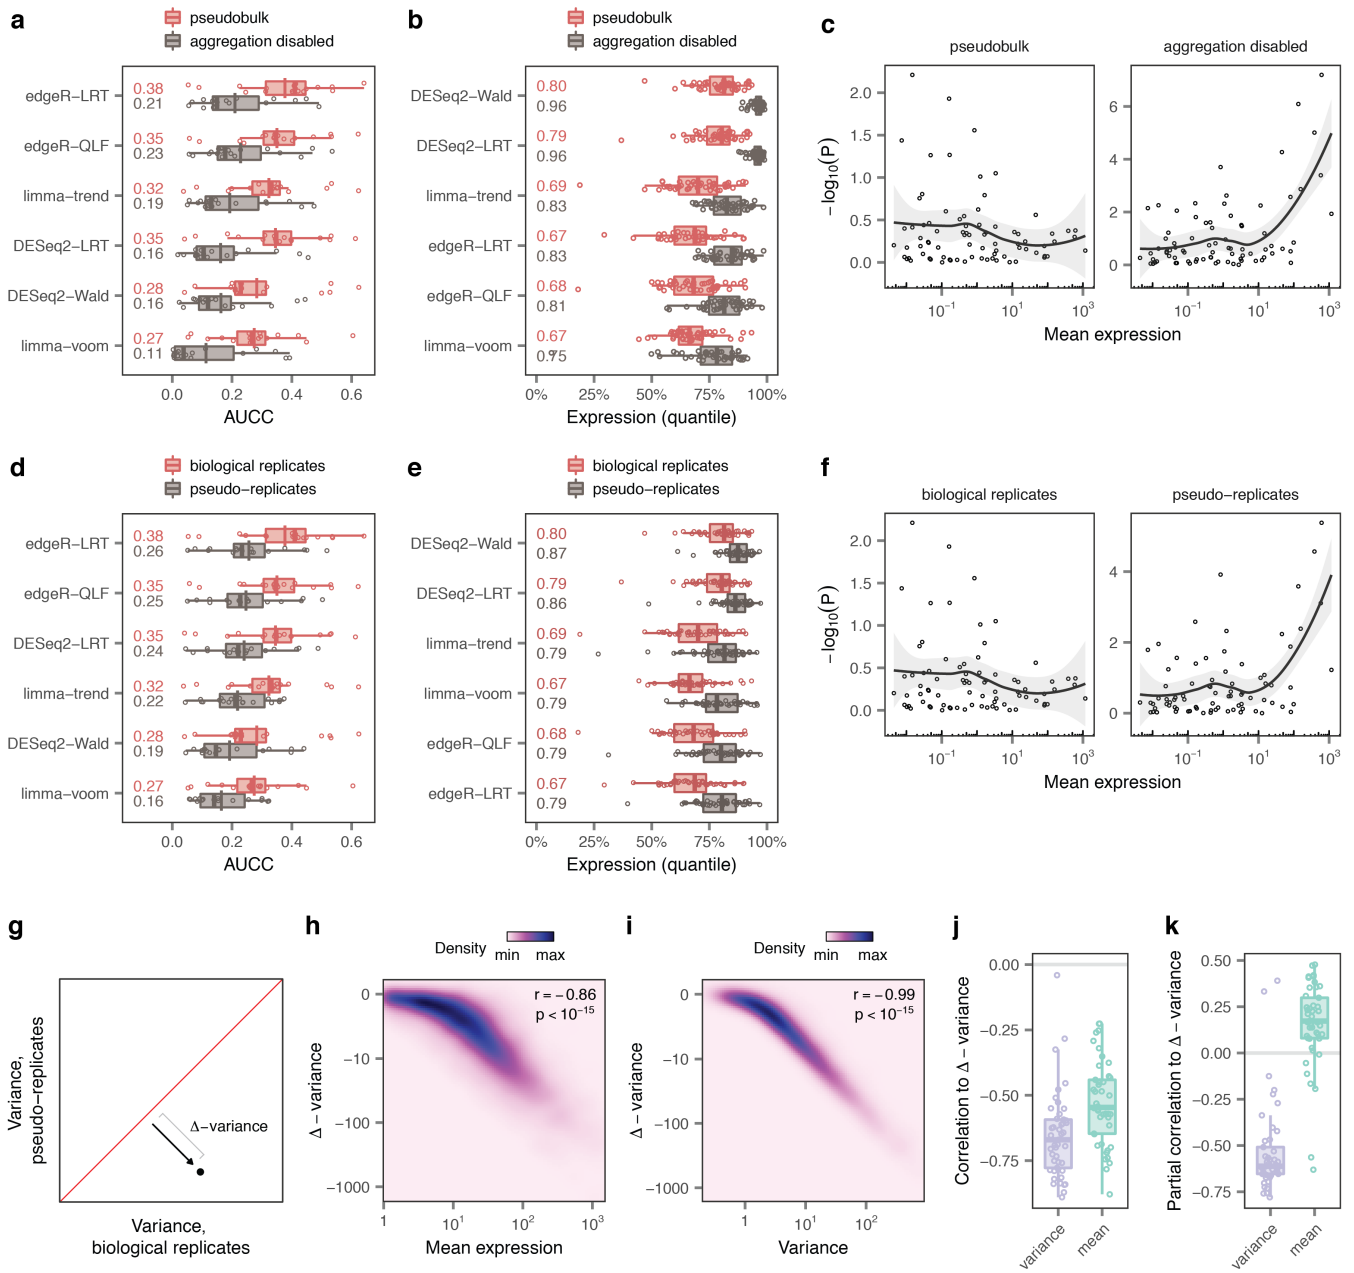 a
pseudobulk
aggregation disabled
edgeR−LRT
0.38
0.21
edgeR−QLF
0.35
0.23
limma−trend
0.32
0.19
DESeq2−LRT
0.35
0.16
DESeq2−Wald
0.28
0.16
limma−voom
0.27
0.11
0.0 0.2 0.4 0.6
AUCC
b
pseudobulk
aggregation disabled
DESeq2−Wald
0.80
0.96
DESeq2−LRT
0.79
0.96
limma−trend
0.69
0.83
edgeR−LRT
0.67
0.83
edgeR−QLF
0.68
0.81
limma−voom
0.67
0.75
0% 25% 50% 75% 100%
Expression (quantile)
c
pseudobulk
aggregation disabled
−log10(P)
2.0
1.5
1.0
0.5
0.0
6
4
2
0
10−1 101 103
10−1 101 103
Mean expression
d
biological replicates
pseudo−replicates
edgeR−LRT
0.38
0.26
edgeR−QLF
0.35
0.25
DESeq2−LRT
0.35
0.24
limma−trend
0.32
0.22
DESeq2−Wald
0.28
0.19
limma−voom
0.27
0.16
0.0 0.2 0.4 0.6
AUCC
e
biological replicates
pseudo−replicates
DESeq2−Wald
0.80
0.87
DESeq2−LRT
0.79
0.86
limma−trend
0.69
0.79
limma−voom
0.67
0.79
edgeR−QLF
0.68
0.79
edgeR−LRT
0.67
0.79
0% 25% 50% 75% 100%
Expression (quantile)
f
biological replicates
pseudo−replicates
−log10(P)
2.0
1.5
1.0
0.5
0.0
4
2
0
10−1 101 103
10−1 101 103
Mean expression
g
Variance,
pseudo−replicates
Δ−variance
Variance,
biological replicates
h
Density
min max
r = −0.86
p < 10−15
Δ − variance
0
−10
−100
−1000
1 101 102 103
Mean expression
i
Density
min max
r = −0.99
p < 10−15
Δ − variance
0
−10
−100
−1000
1 10 102
Variance
j
Correlation to Δ − variance
0.00
−0.25
−0.50
−0.75
variance
mean
k
Partial correlation to Δ − variance
0.50
0.25
0.00
−0.25
−0.50
−0.75
variance
mean